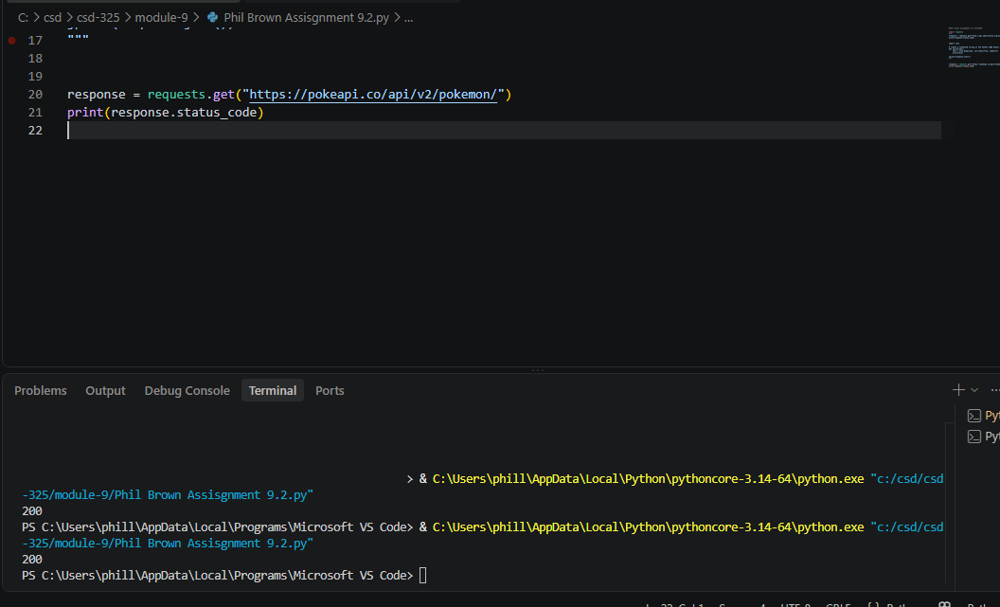 C: > csd > csd-325 > module-9 > Phil Brown Assisgnment 9.2.py > ...
17 """
18
19
20 response = requests.get("https://pokeapi.co/api/v2/pokemon/")
21 print(response.status_code)
22
Problems Output Debug Console Terminal Ports
> & C:\Users\phill\AppData\Local\Python\pythoncore-3.14-64\python.exe "c:/csd/csd
-325/module-9/Phil Brown Assisgnment 9.2.py"
200
PS C:\Users\phill\AppData\Local\Programs\Microsoft VS Code> & C:\Users\phill\AppData\Local\Python\pythoncore-3.14-64\python.exe "c:/csd/csd
-325/module-9/Phil Brown Assisgnment 9.2.py"
200
PS C:\Users\phill\AppData\Local\Programs\Microsoft VS Code>
Pyt
Pyt